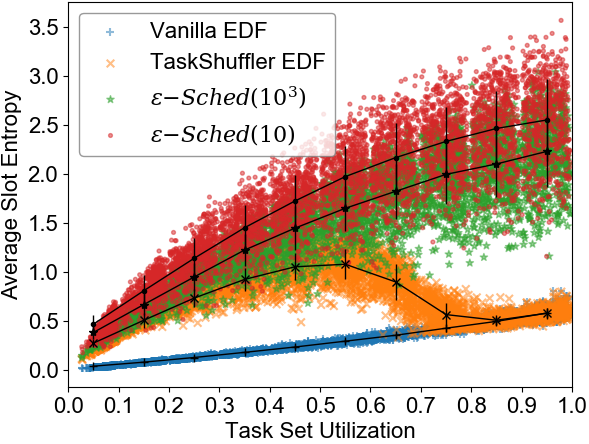 Vanilla EDF
TaskShuffler EDF
ε−Sched(10³)
ε−Sched(10)
Average Slot Entropy
3.5
3.0
2.5
2.0
1.5
1.0
0.5
0.0
0.0 0.1 0.2 0.3 0.4 0.5 0.6 0.7 0.8 0.9 1.0
Task Set Utilization